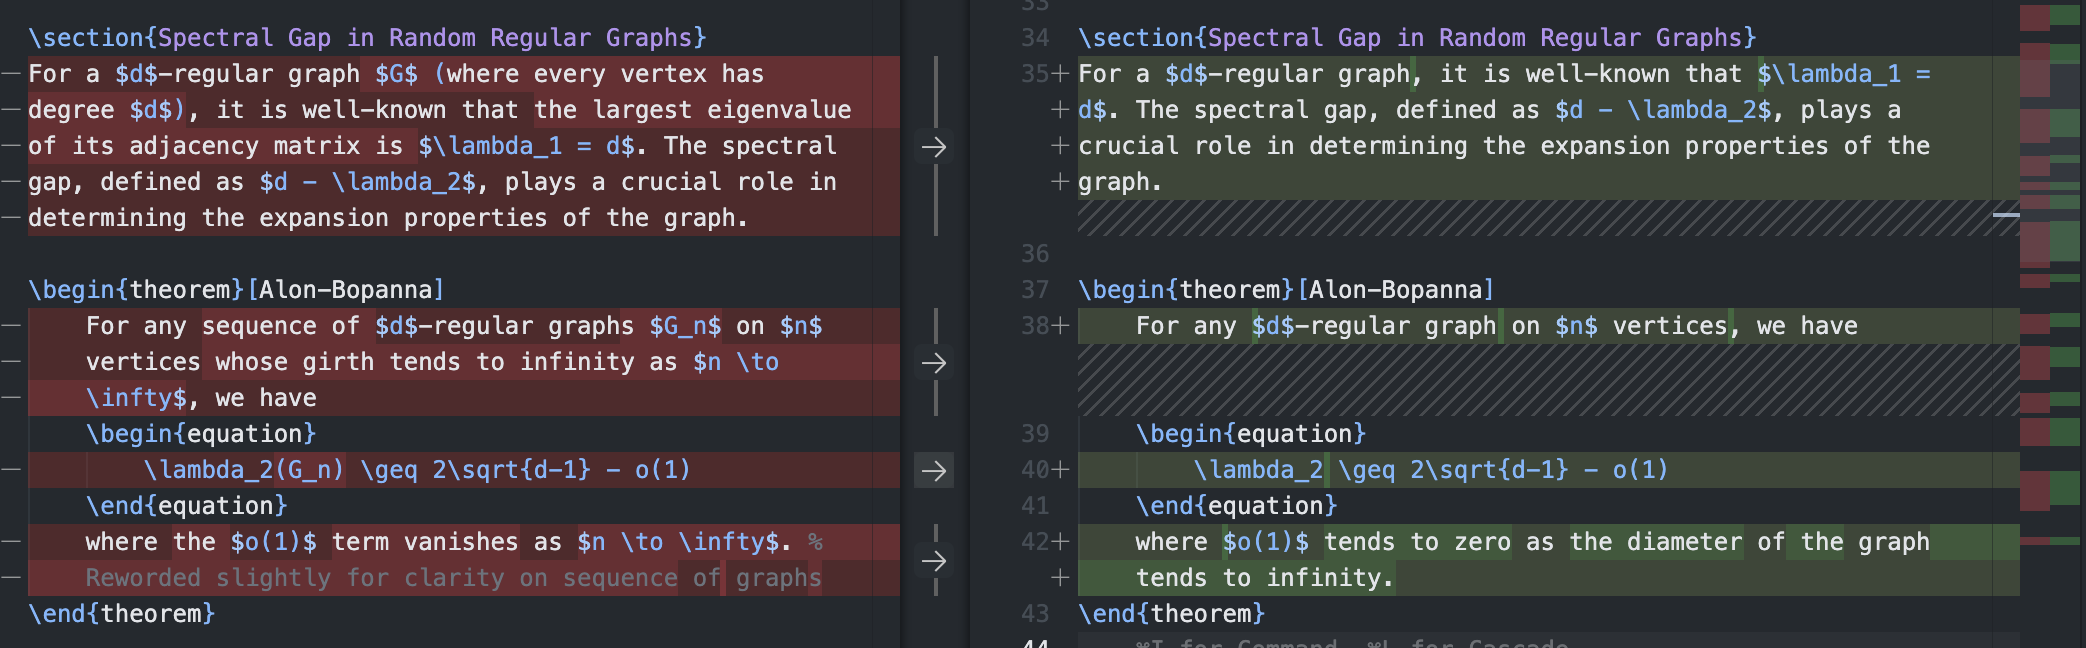 \section{Spectral Gap in Random Regular Graphs}
For a $d$-regular graph $G$ (where every vertex has
degree $d$), it is well-known that the largest eigenvalue
of its adjacency matrix is $\lambda_1 = d$. The spectral
gap, defined as $d - \lambda_2$, plays a crucial role in
determining the expansion properties of the graph.
\begin{theorem}[Alon-Bopanna]
For any sequence of $d$-regular graphs $G_n$ on $n$
vertices whose girth tends to infinity as $n \to
\infty$, we have
\begin{equation}
\lambda_2(G_n) \geq 2\sqrt{d-1} - o(1)
\end{equation}
where the $o(1)$ term vanishes as $n \to \infty$. %
Reworded slightly for clarity on sequence of graphs
\end{theorem}
33
34 \section{Spectral Gap in Random Regular Graphs}
35+ For a $d$-regular graph, it is well-known that $\lambda_1 =
+ d$. The spectral gap, defined as $d - \lambda_2$, plays a
+ crucial role in determining the expansion properties of the
+ graph.
36
37 \begin{theorem}[Alon-Bopanna]
38+ For any $d$-regular graph on $n$ vertices, we have
39 \begin{equation}
40+ \lambda_2 \geq 2\sqrt{d-1} - o(1)
41 \end{equation}
42+ where $o(1)$ tends to zero as the diameter of the graph
+ tends to infinity.
43 \end{theorem}
44 ⌘I for Command, ⌘L for Cascade